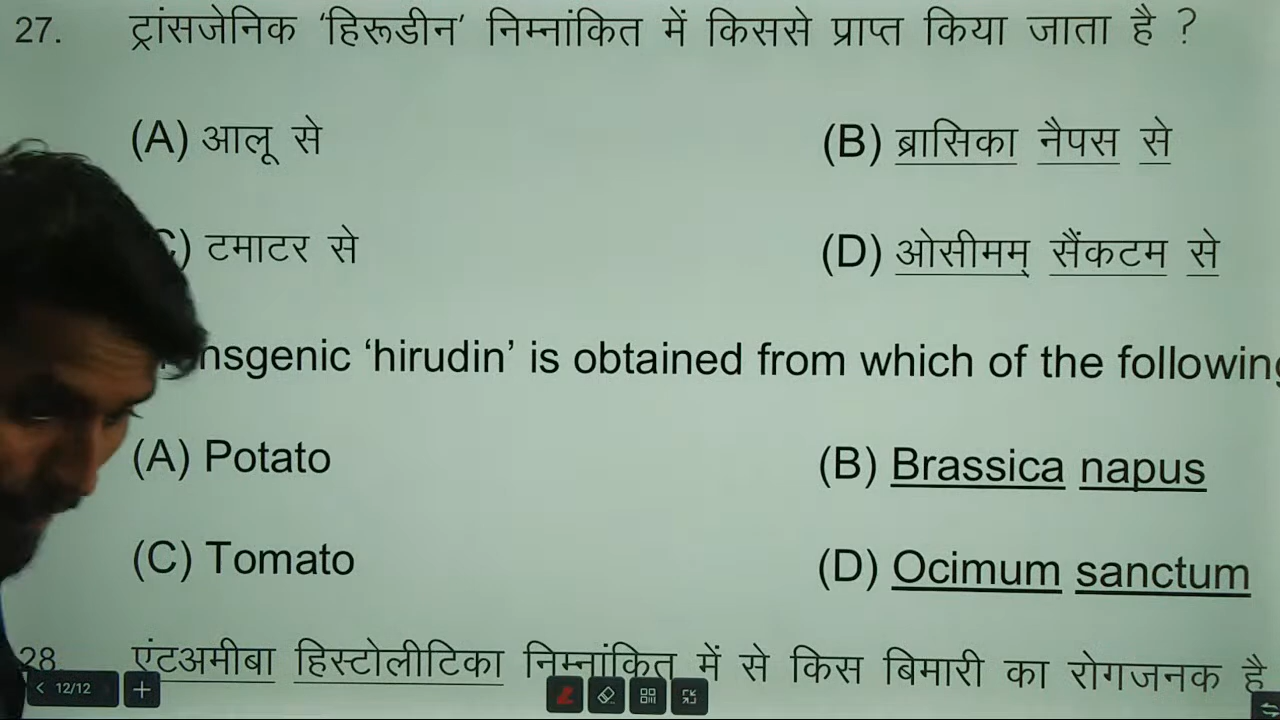 27. ट्रांसजेनिक 'हिरूडीन' निम्नांकित में किससे प्राप्त किया जाता है ?
(A) आलू से (B) ब्रासिका नैपस से
) टमाटर से (D) ओसीमम् सैंकटम से
nsgenic 'hirudin' is obtained from which of the following
(A) Potato (B) Brassica napus
(C) Tomato (D) Ocimum sanctum
28. एंटअमीबा हिस्टोलीटिका निम्नांकित में से किस बिमारी का रोगजनक है
< 12/12 +